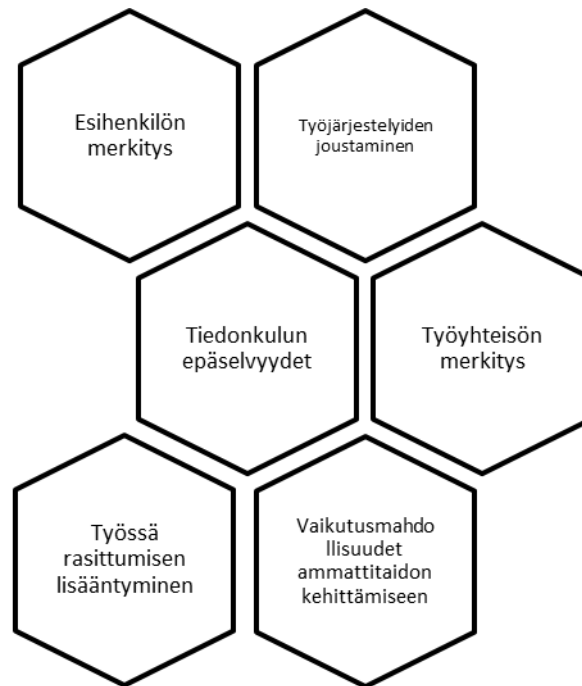 Esihenkilön
merkitys
Työjärjestelyiden
joustaminen
Tiedonkulun
epäselvyydet
Työyhteisön
merkitys
Työssä
rasittumisen
lisääntyminen
Vaikutusmahdo
llisuudet
ammattitaidon
kehittämiseen